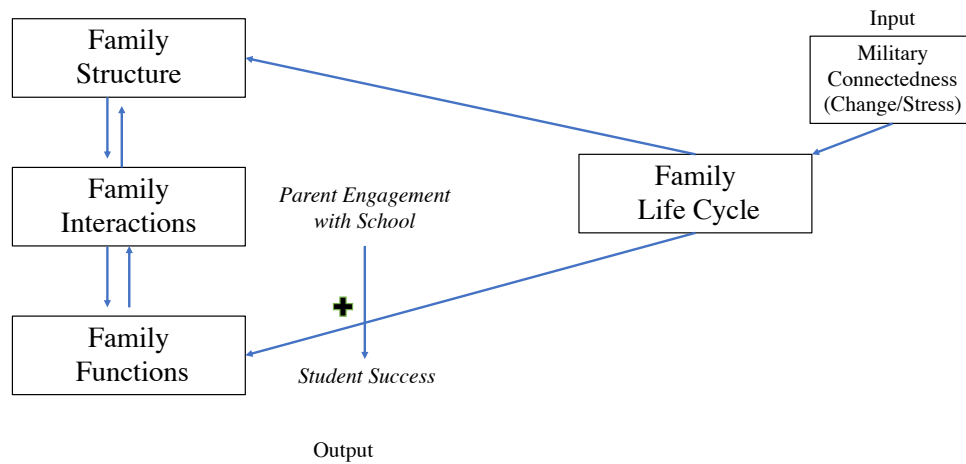 Family
Structure
Input
Military
Connectedness
(Change/Stress)
Family
Interactions
Parent Engagement
with School
Family
Life Cycle
Family
Functions
Student Success
Output